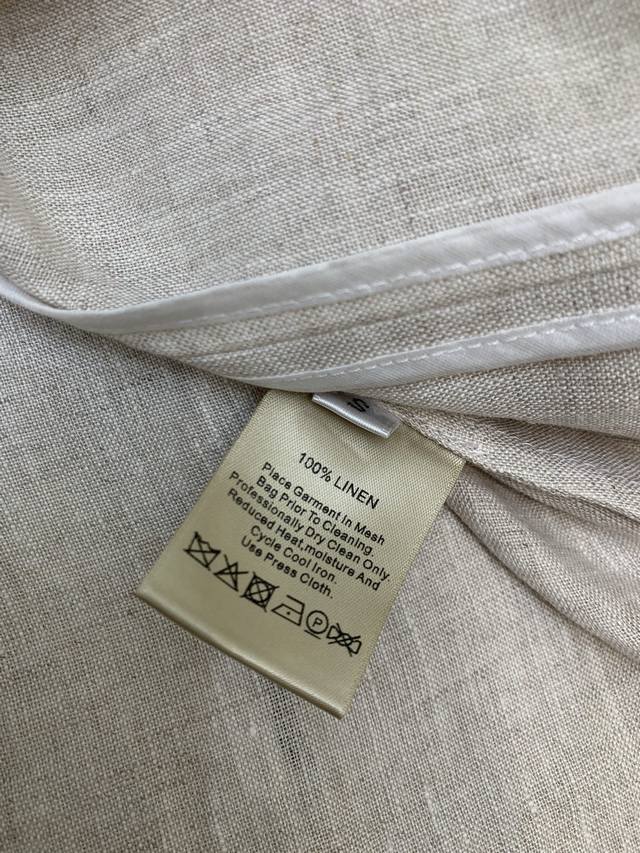 S
100% LINEN
Place Garment in Mesh
Bag Prior To Cleaning.
Professionally Dry Clean Only.
Reduced Heat,moisture And
Cycle Cool Iron.
Use Press Cloth.
P